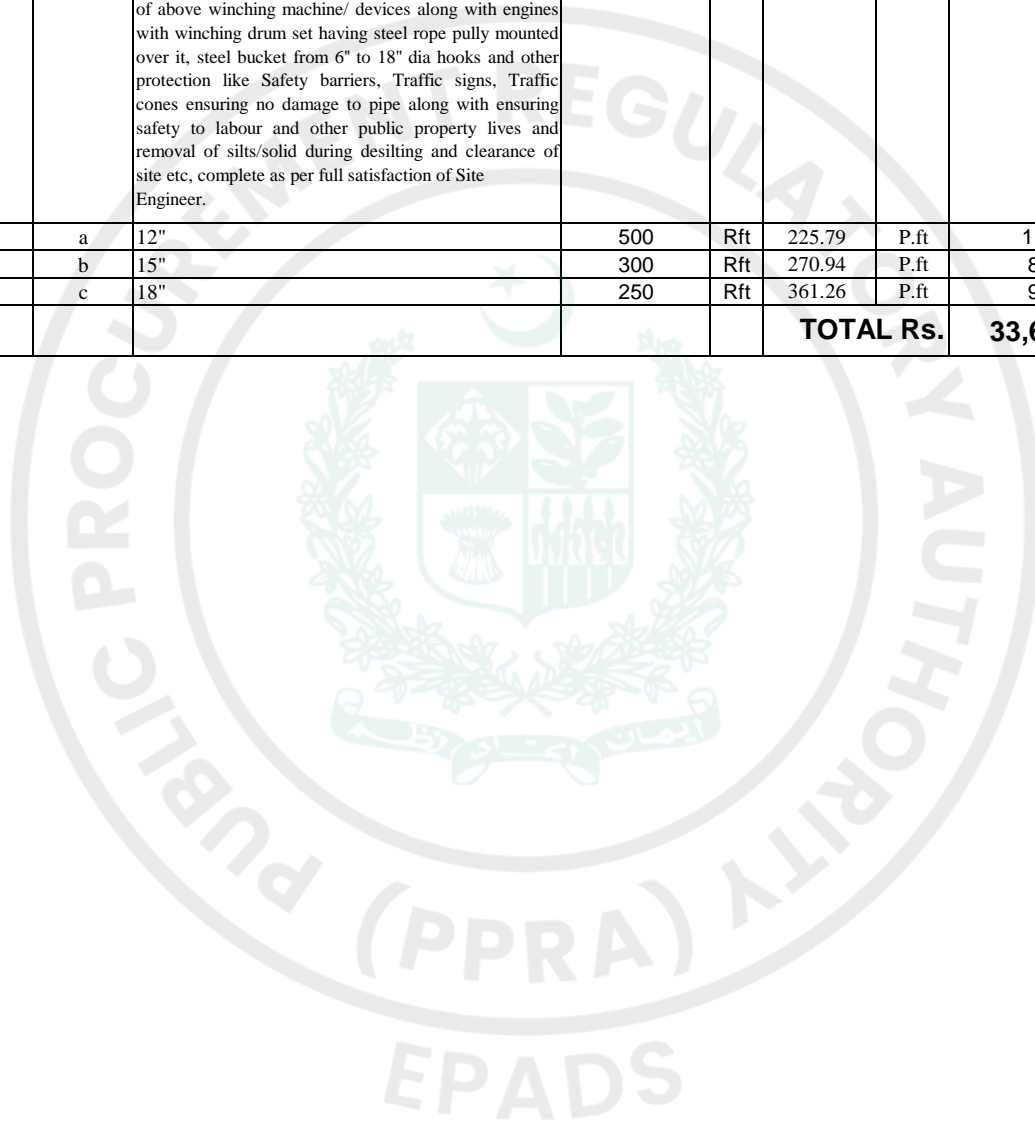 of above winching machine/ devices along with engines
with winching drum set having steel rope pully mounted
over it, steel bucket from 6" to 18" dia hooks and other
protection like Safety barriers, Traffic signs, Traffic
cones ensuring no damage to pipe along with ensuring
safety to labour and other public property lives and
removal of silts/solid during desilting and clearance of
site etc, complete as per full satisfaction of Site
Engineer.
a 12" 500 Rft 225.79 P.ft 1
b 15" 300 Rft 270.94 P.ft 8
c 18" 250 Rft 361.26 P.ft 9
TOTAL Rs. 33,6
PUBLIC PROCUREMENT REGULATORY AUTHORITY
(PPRA)
EPADS